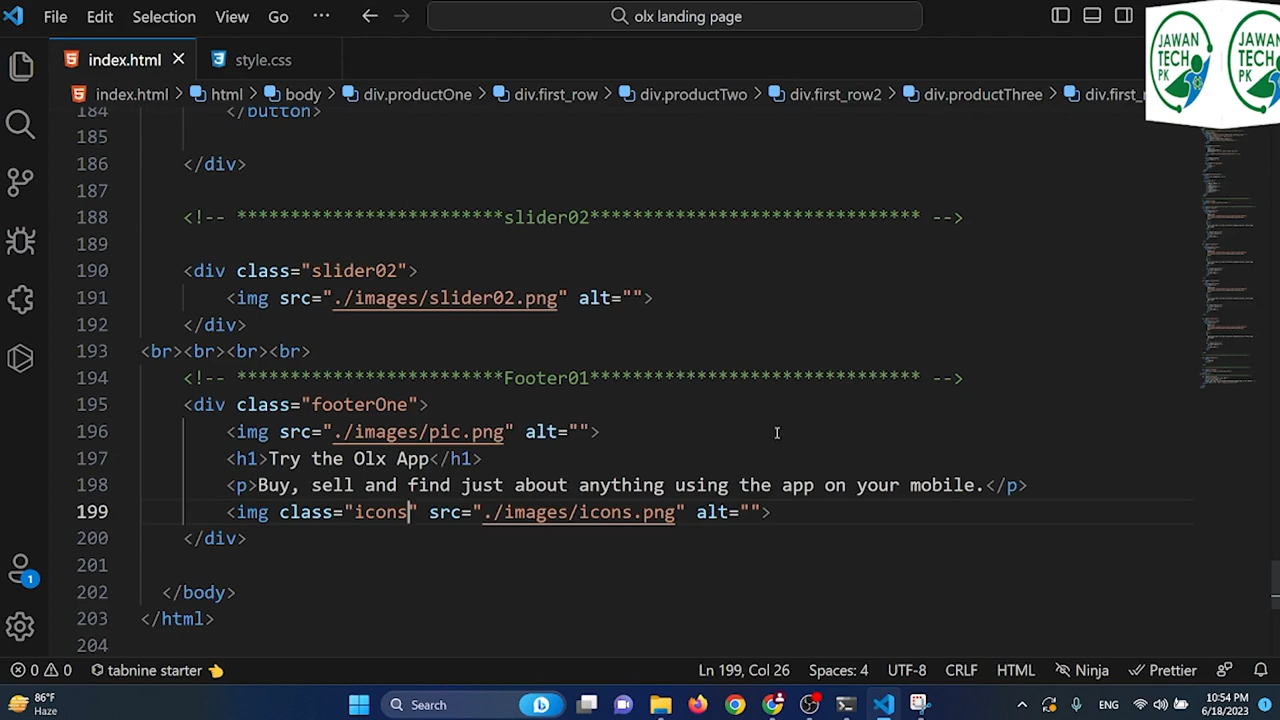 File Edit Selection View Go ··· olx landing page
JAWAN TECH PK JAWAN TECH PK
index.html style.css
index.html > html > body > div.productOne > div.first_row > div.productTwo > div.first_row2 > div.productThree > div.first_r
184 </button>
185
186 </div>
187
188 <!-- *************************slider02*******************************
189
190 <div class="slider02">
191 <img src="./images/slider02.png" alt="">
192 </div>
193 <br><br><br><br>
194 <!-- *************************Footer01******************************* -->
195 <div class="footerOne">
196 <img src="./images/pic.png" alt="">
197 <h1>Try the Olx App</h1>
198 <p>Buy, sell and find just about anything using the app on your mobile.</p>
199 <img class="icons" src="./images/icons.png" alt="">
200 </div>
201
202 </body>
203 </html>
204
1
0 0 tabnine starter Ln 199, Col 26 Spaces: 4 UTF-8 CRLF HTML Ninja Prettier
86°F
Haze
Search
ENG
10:54 PM
6/18/2023
1